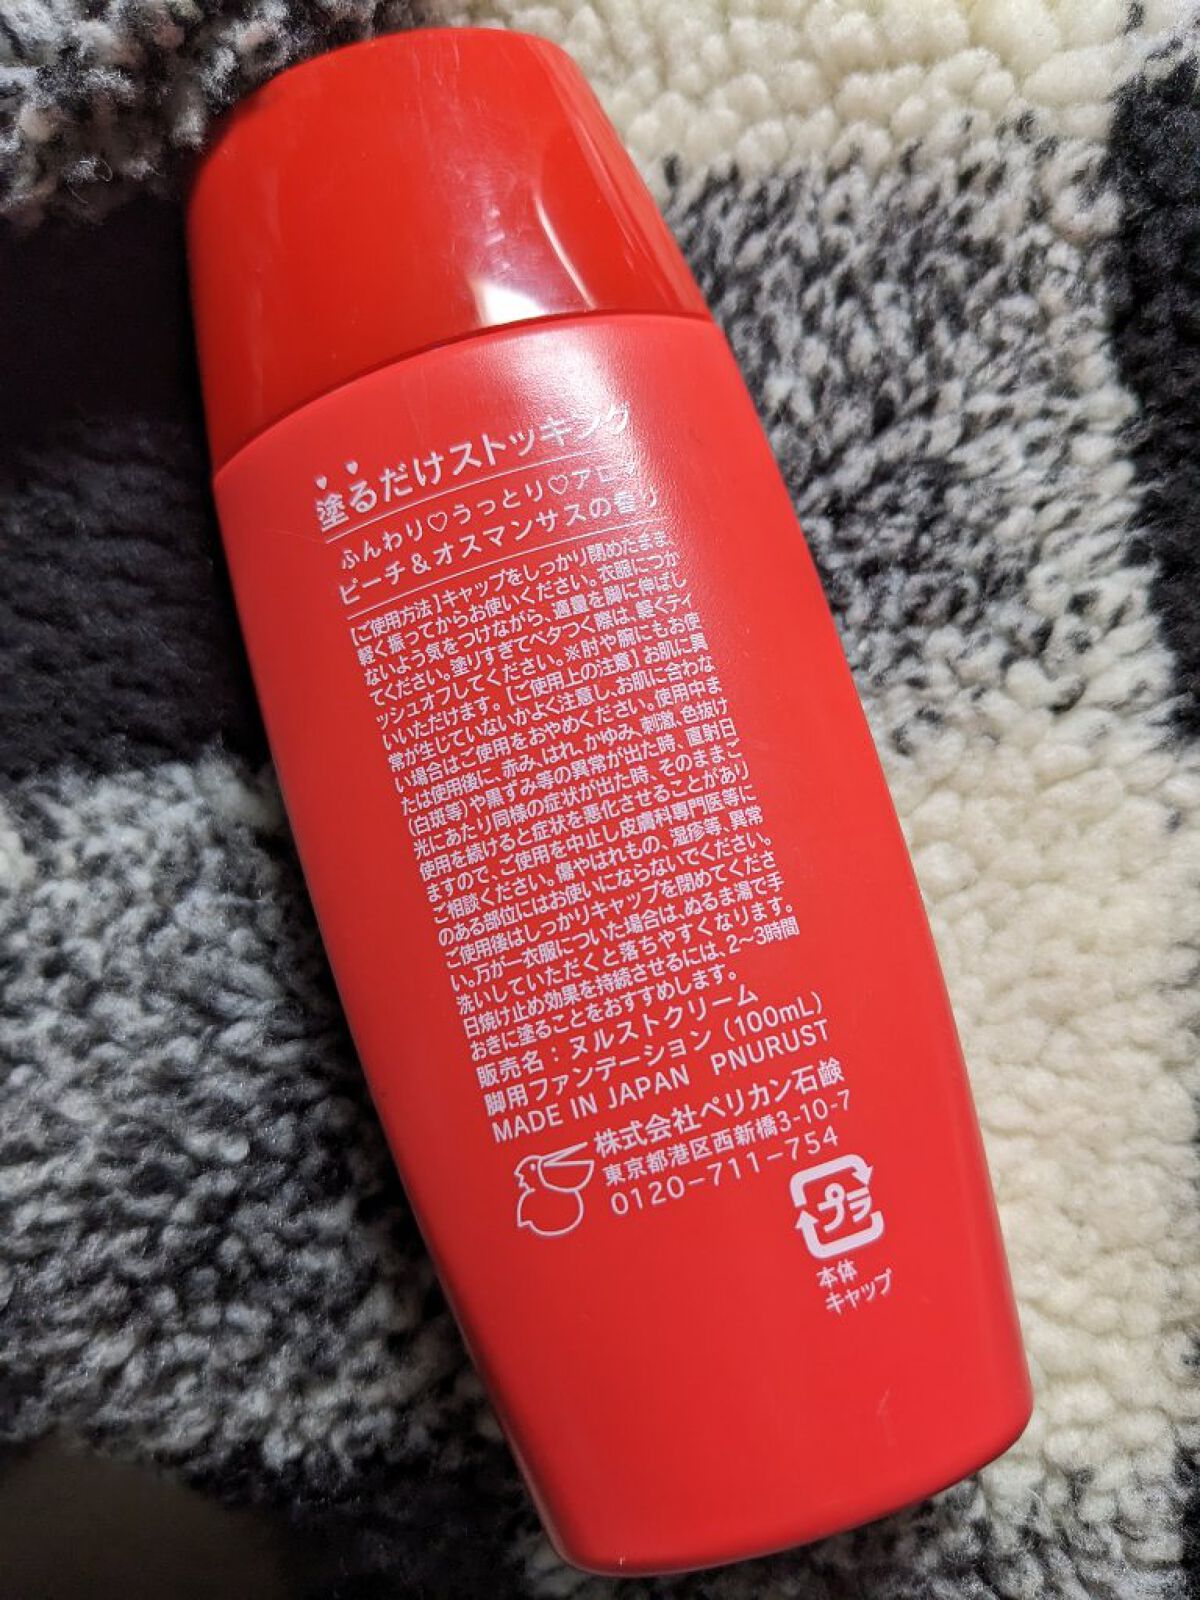 塗るだけストッキング
ふんわり♡うっとり♡アロマ
ピーチ＆オスマンサスの香り
【ご使用方法】キャップをしっかり閉めたまま、
軽く振ってからお使いください。衣服につか
ないよう気をつけながら、適量を脚に伸ばし
てください。塗りすぎてベタつく際は、軽くティ
ッシュオフしてください。※肘や腕にもお使
いいただけます。【ご使用上の注意】お肌に異
常が生じていないかよく注意し、お肌に合わな
い場合はご使用をおやめください。使用中ま
たは使用後に、赤み、はれ、かゆみ、刺激、色抜け
（白斑等）や黒ずみ等の異常が出た時、直射日
光にあたり同様の症状が出た時、そのままご
使用を続けると症状を悪化させることがあり
ますので、ご使用を中止し皮膚科専門医等に
ご相談ください。傷やはれもの、湿疹等、異常
のある部位にはお使いにならないでください。
ご使用後はしっかりキャップを閉めてくださ
い。万が一衣服についた場合は、ぬるま湯で手
洗いしていただくと落ちやすくなります。
日焼け止め効果を持続させるには、2〜3時間
おきに塗ることをおすすめします。
販売名：ヌルストクリーム
脚用ファンデーション（100mL）
MADE IN JAPAN PNURUST
株式会社ペリカン石鹸
東京都港区西新橋3-10-7
0120-711-754
プラ
本体
キャップ